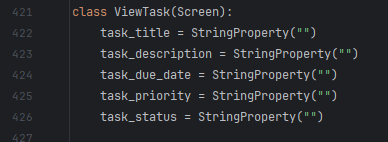 421 class ViewTask(Screen):
422 task_title = StringProperty("")
423 task_description = StringProperty("")
424 task_due_date = StringProperty("")
425 task_priority = StringProperty("")
426 task_status = StringProperty("")
427